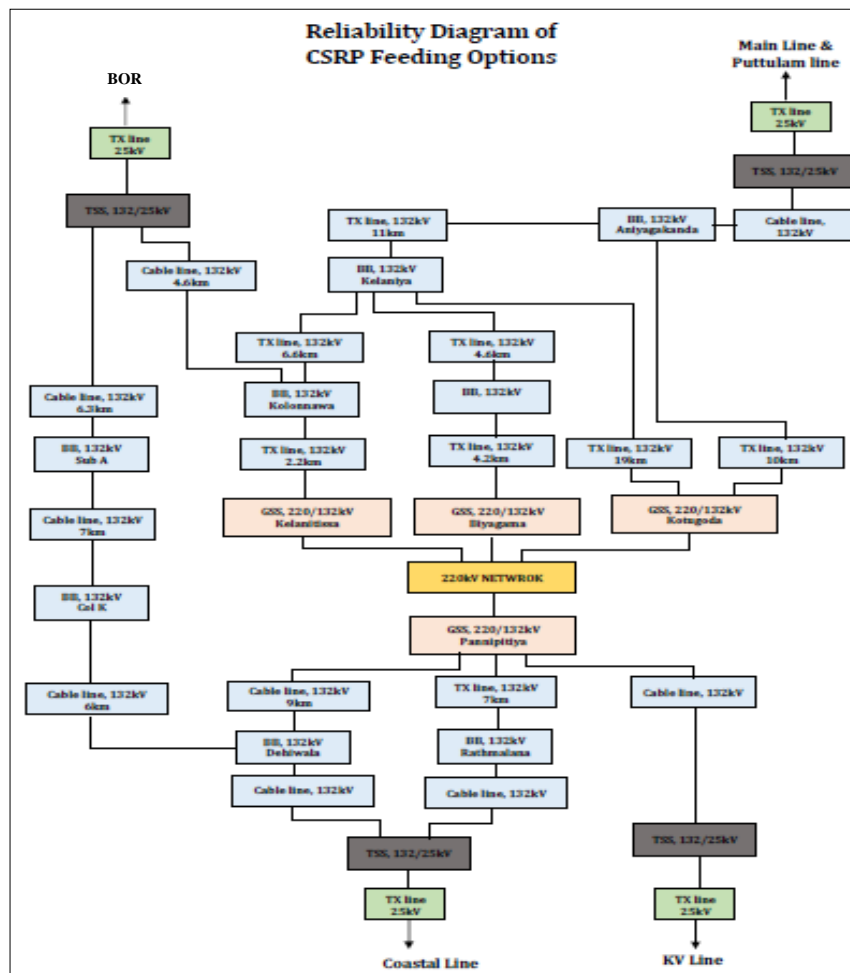 Reliability Diagram of
CSRP Feeding Options
Main Line &
Puttulam line
BOR
TX line
25kV
TX line
25kV
TSS, 132/25kV
TSS, 132/25kV
TX line, 132kV
11km
BB, 132kV
Aniyagakanda
Cable line,
132kV
Cable line, 132kV
4.6km
BB, 132kV
Kelaniya
TX line, 132kV
6.6km
TX line, 132kV
4.6km
Cable line, 132kV
6.3km
BB, 132kV
Kolonnawa
BB, 132kV
BB, 132kV
Sub A
TX line, 132kV
2.2km
TX line, 132kV
4.2km
TX line, 132kV
19km
TX line, 132kV
10km
Cable line, 132kV
7km
GSS, 220/132kV
Kelanitissa
GSS, 220/132kV
Biyagama
GSS, 220/132kV
Kotugoda
220kV NETWROK
BB, 132kV
Col K
GSS, 220/132kV
Pannipitiya
Cable line, 132kV
6km
Cable line, 132kV
9km
TX line, 132kV
7km
Cable line, 132kV
BB, 132kV
Dehiwala
BB, 132kV
Rathmalana
Cable line, 132kV
Cable line, 132kV
TSS, 132/25kV
TSS, 132/25kV
TX line
25kV
TX line
25kV
Coastal Line
KV Line